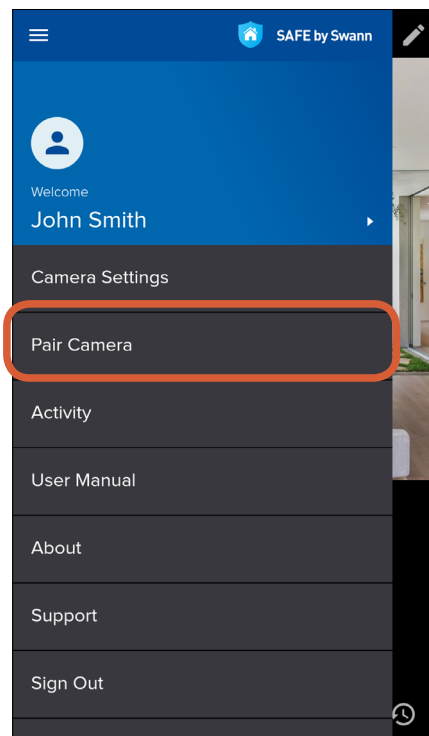 SAFE by Swann
Welcome
John Smith
Camera Settings
Pair Camera
Activity
User Manual
About
Support
Sign Out